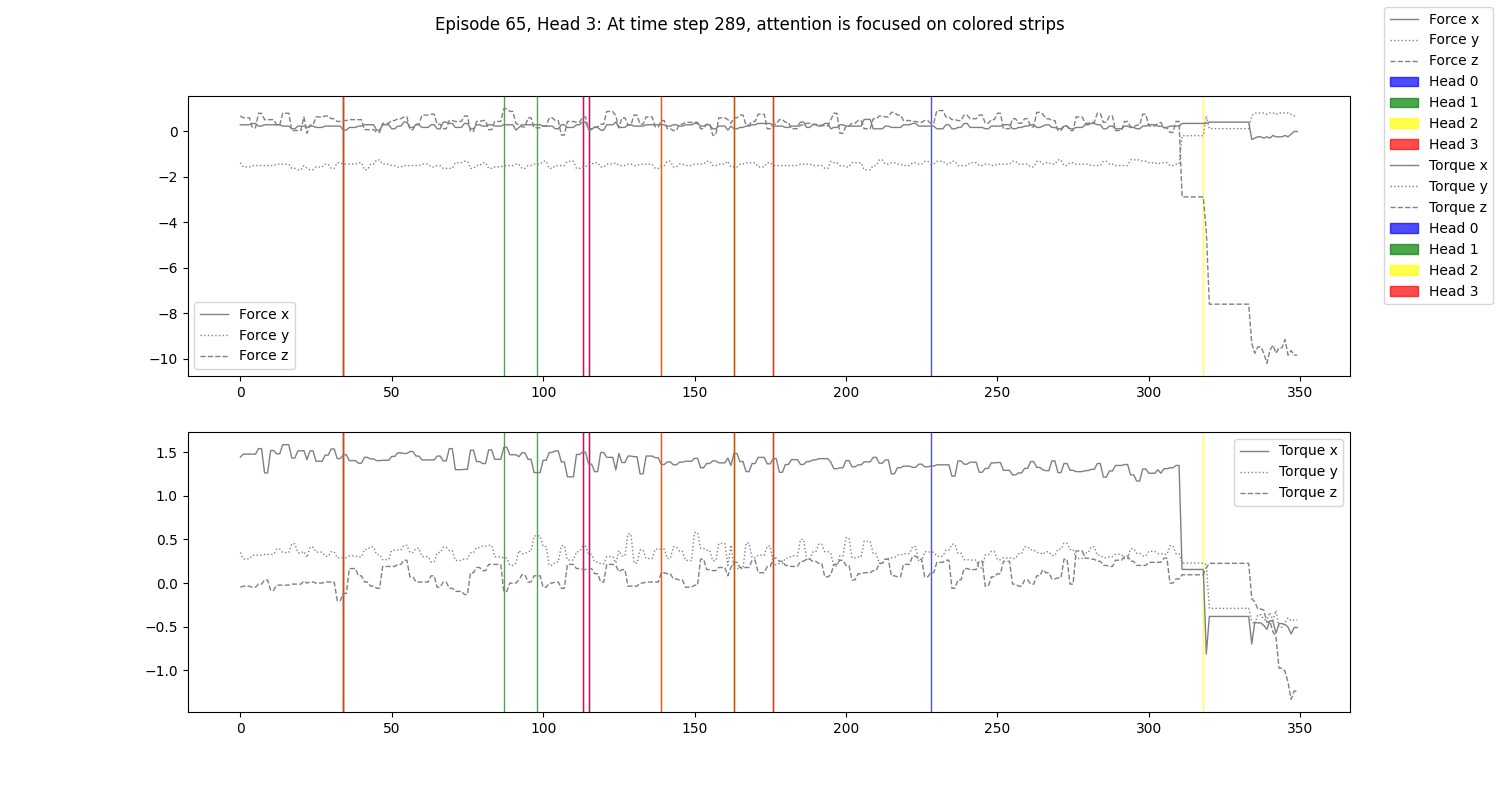 Episode 65, Head 3: At time step 289, attention is focused on colored strips
Force x
Force y
Force z
Head 0
Head 1
Head 2
Head 3
Torque x
Torque y
Torque z
Head 0
Head 1
Head 2
Head 3
0
−2
−4
−6
−8
−10
Force x
Force y
Force z
0 50 100 150 200 250 300 350
1.5
1.0
0.5
0.0
−0.5
−1.0
Torque x
Torque y
Torque z
0 50 100 150 200 250 300 350